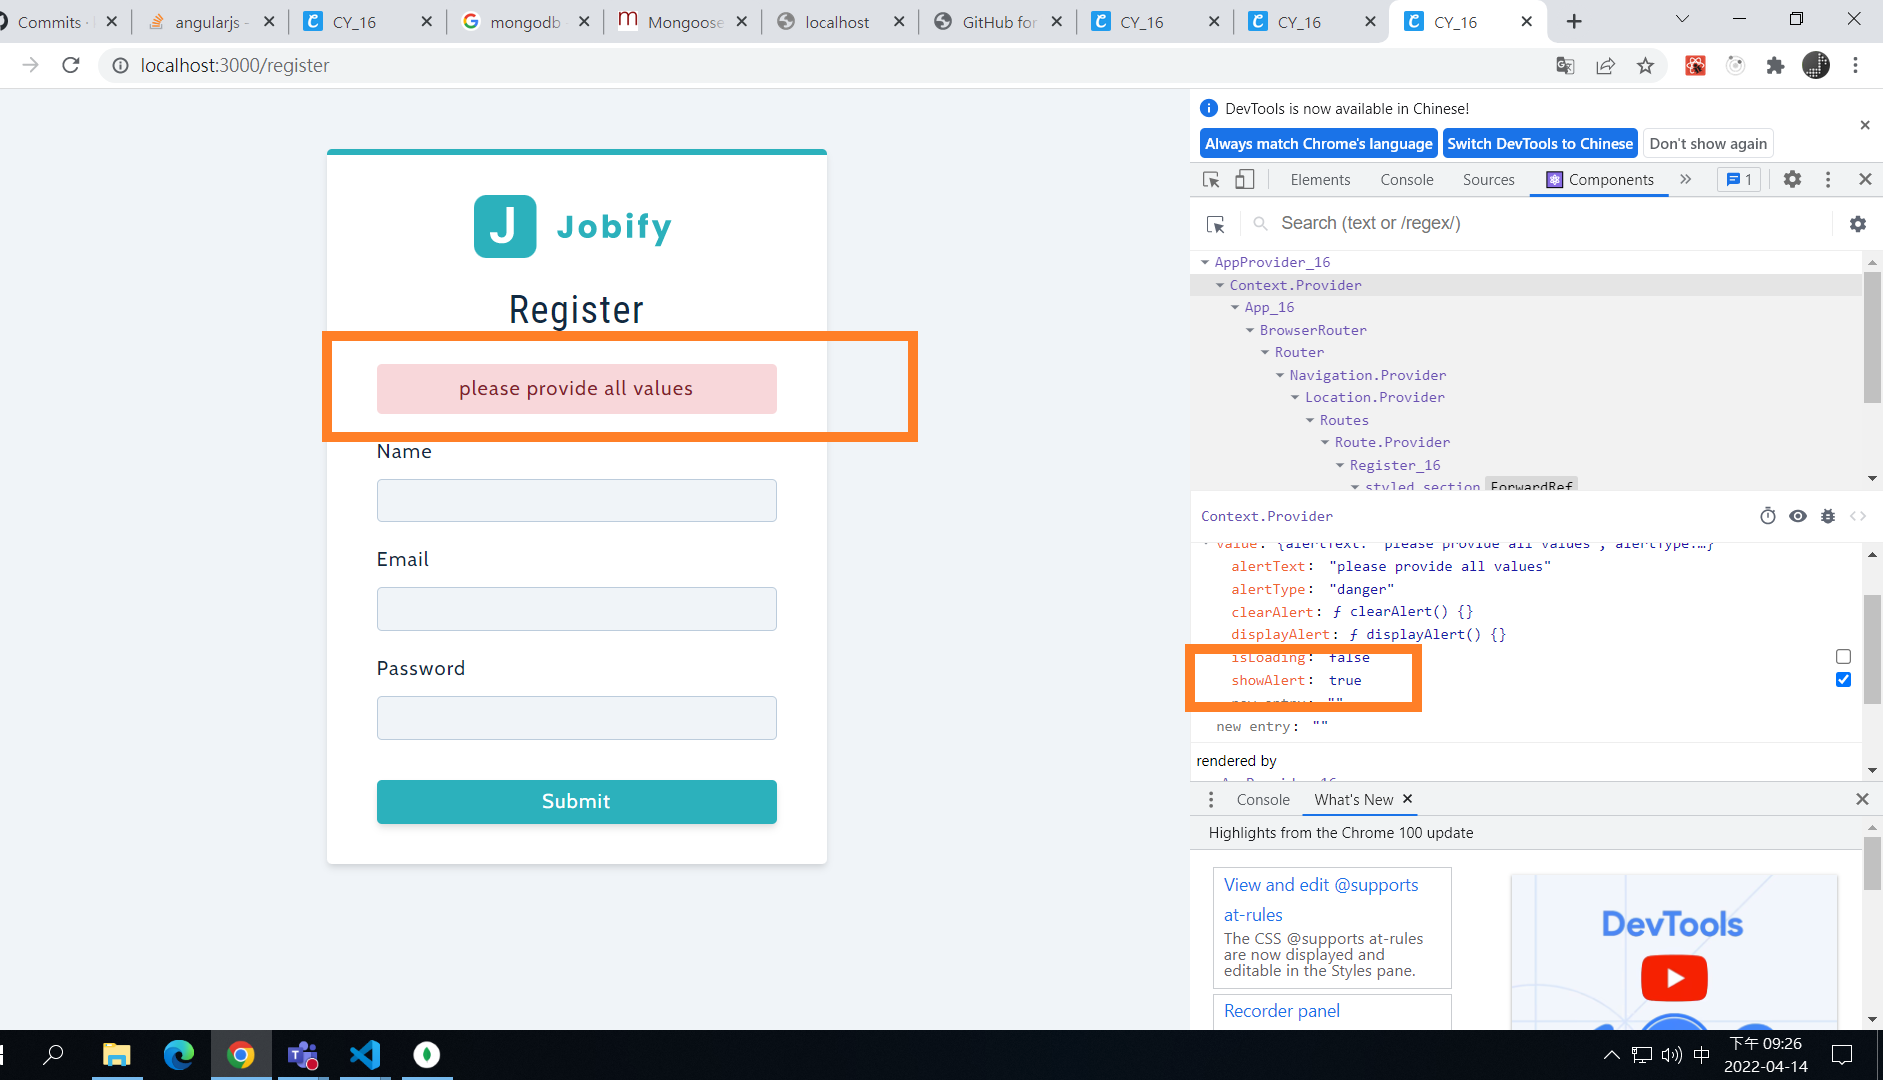 Commits ·
angularjs -
CY_16
mongodb
Mongoose
localhost
GitHub for
CY_16
CY_16
CY_16
localhost:3000/register
DevTools is now available in Chinese!
Always match Chrome's language
Switch DevTools to Chinese
Don't show again
Elements
Console
Sources
Components
1
Search (text or /regex/)
J Jobify
Register
please provide all values
Name
Email
Password
Submit
AppProvider_16
Context.Provider
App_16
BrowserRouter
Router
Navigation.Provider
Location.Provider
Routes
Route.Provider
Register_16
styled.section ForwardRef
Context.Provider
value: {alertText: "please provide all values", alertType:…}
alertText: "please provide all values"
alertType: "danger"
clearAlert: ƒ clearAlert() {}
displayAlert: ƒ displayAlert() {}
isLoading: false
showAlert: true
new entry: ""
new entry: ""
rendered by
AppProvider_16
Console
What's New
Highlights from the Chrome 100 update
View and edit @supports
at-rules
The CSS @supports at-rules
are now displayed and
editable in the Styles pane.
Recorder panel
DevTools
中
下午 09:26
2022-04-14